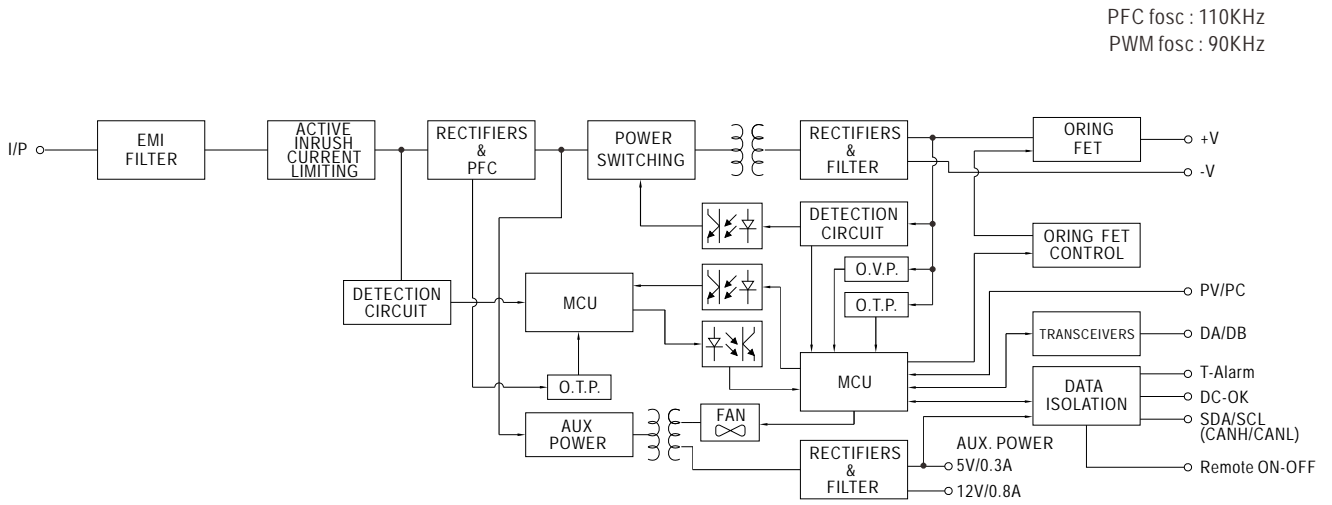 PFC fosc : 110KHz
PWM fosc : 90KHz
I/P
EMI
FILTER
ACTIVE
INRUSH
CURRENT
LIMITING
RECTIFIERS
&
PFC
POWER
SWITCHING
RECTIFIERS
&
FILTER
ORING
FET
+V
-V
DETECTION
CIRCUIT
ORING FET
CONTROL
O.V.P.
O.T.P.
DETECTION
CIRCUIT
MCU
PV/PC
TRANSCEIVERS
DA/DB
MCU
O.T.P.
DATA
ISOLATION
T-Alarm
DC-OK
SDA/SCL
(CANH/CANL)
Remote ON-OFF
AUX
POWER
FAN
RECTIFIERS
&
FILTER
AUX. POWER
5V/0.3A
12V/0.8A